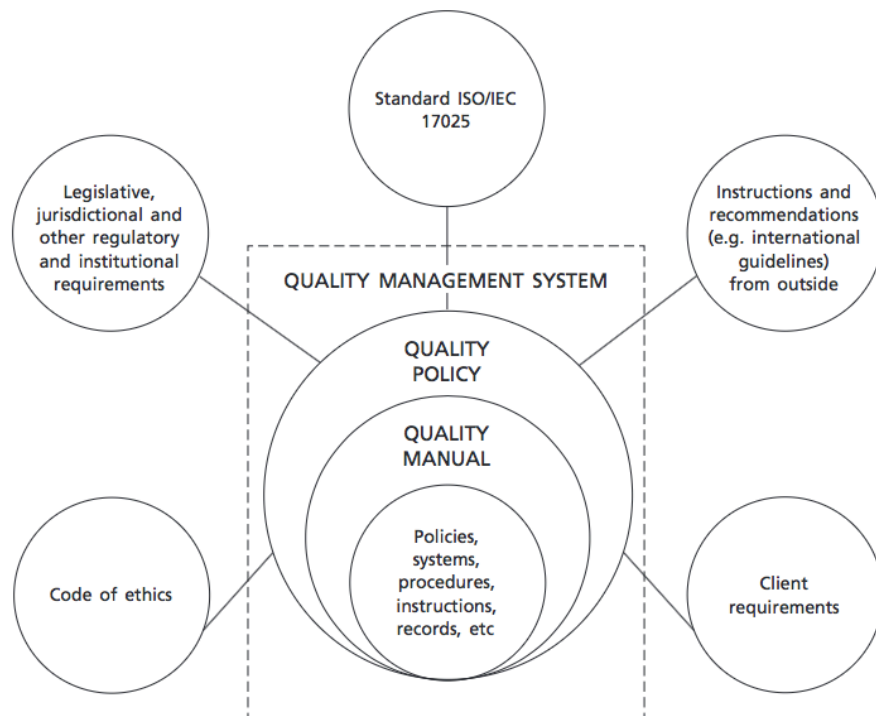 Standard ISO/IEC
17025
Legislative,
jurisdictional and
other regulatory
and institutional
requirements
Instructions and
recommendations
(e.g. international
guidelines)
from outside
QUALITY MANAGEMENT SYSTEM
QUALITY
POLICY
QUALITY
MANUAL
Policies,
systems,
procedures,
instructions,
records, etc
Code of ethics
Client
requirements